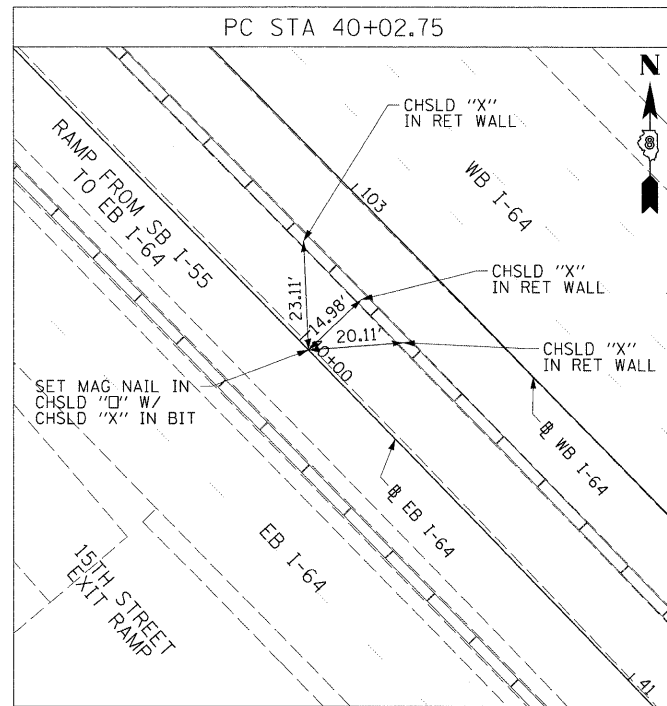 PC STA 40+02.75
N
8
CHSLD "X"
IN RET WALL
WB I-64
103
RAMP FROM SB I-55
TO EB I-64
CHSLD "X"
IN RET WALL
23.11'
14.98'
20.11'
CHSLD "X"
IN RET WALL
SET MAG NAIL IN
CHSLD "□" W/
CHSLD "X" IN BIT
℄ WB I-64
℄ EB I-64
EB I-64
15TH STREET
EXIT RAMP
41